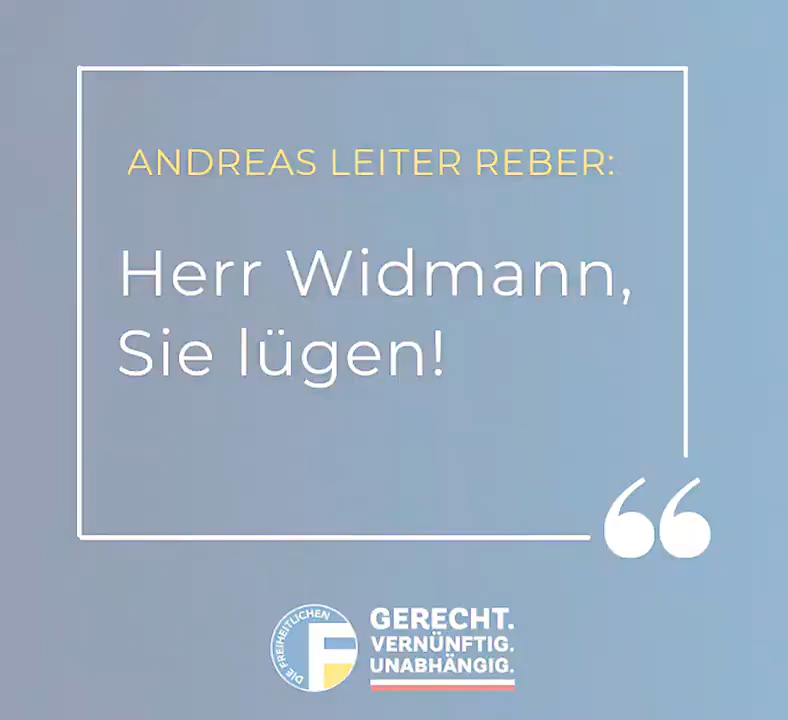 ANDREAS LEITER REBER:
Herr Widmann,
Sie lügen!
DIE FREIHEITLICHEN
F
GERECHT.
VERNÜNFTIG.
UNABHÄNGIG.